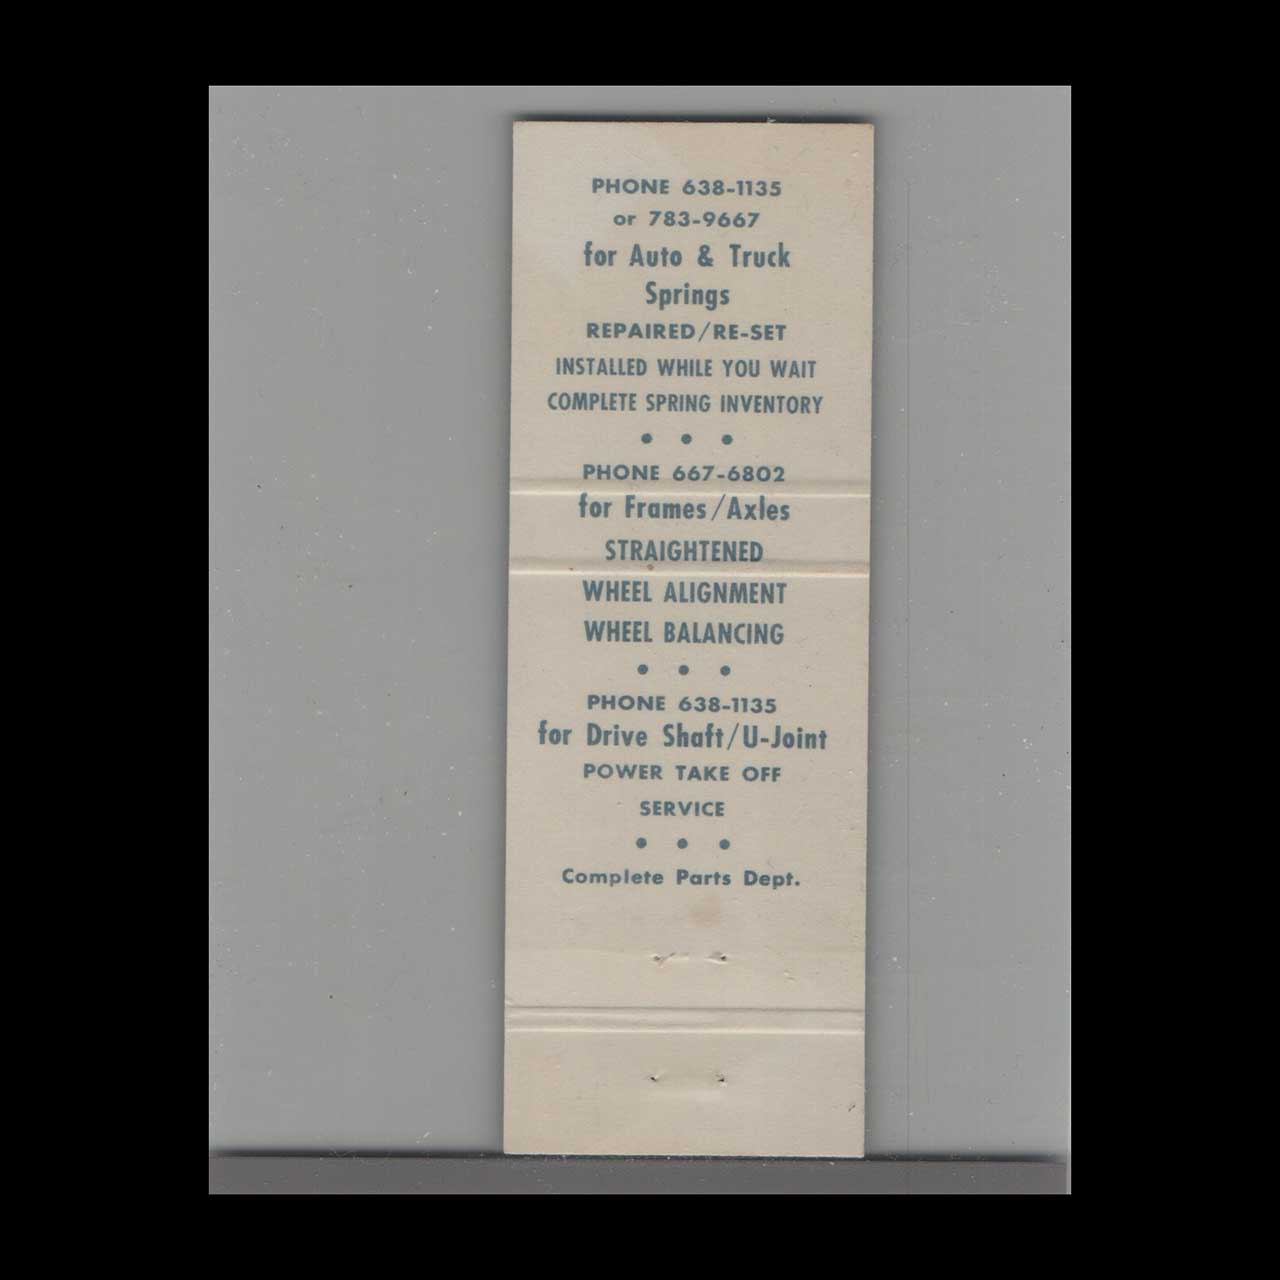 PHONE 638-1135
or 783-9667
for Auto & Truck
Springs
REPAIRED/RE-SET
INSTALLED WHILE YOU WAIT
COMPLETE SPRING INVENTORY
• • •
PHONE 667-6802
for Frames/Axles
STRAIGHTENED
WHEEL ALIGNMENT
WHEEL BALANCING
• • •
PHONE 638-1135
for Drive Shaft/U-Joint
POWER TAKE OFF
SERVICE
• • •
Complete Parts Dept.